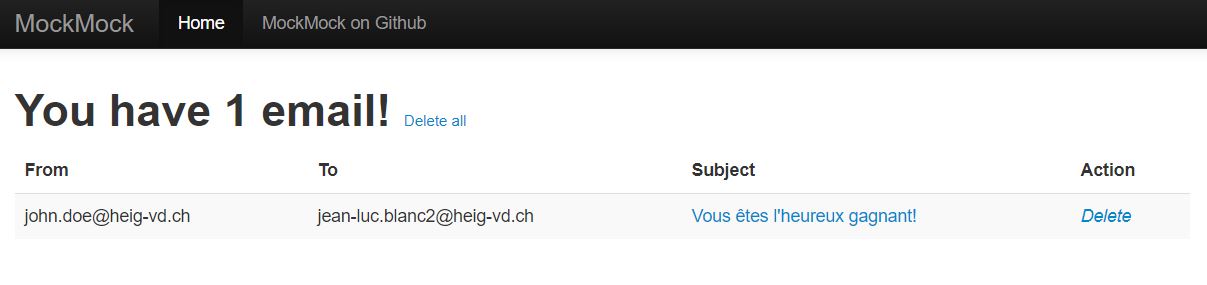 MockMock Home MockMock on Github
You have 1 email! Delete all
From To Subject Action
john.doe@heig-vd.ch jean-luc.blanc2@heig-vd.ch Vous êtes l'heureux gagnant! Delete